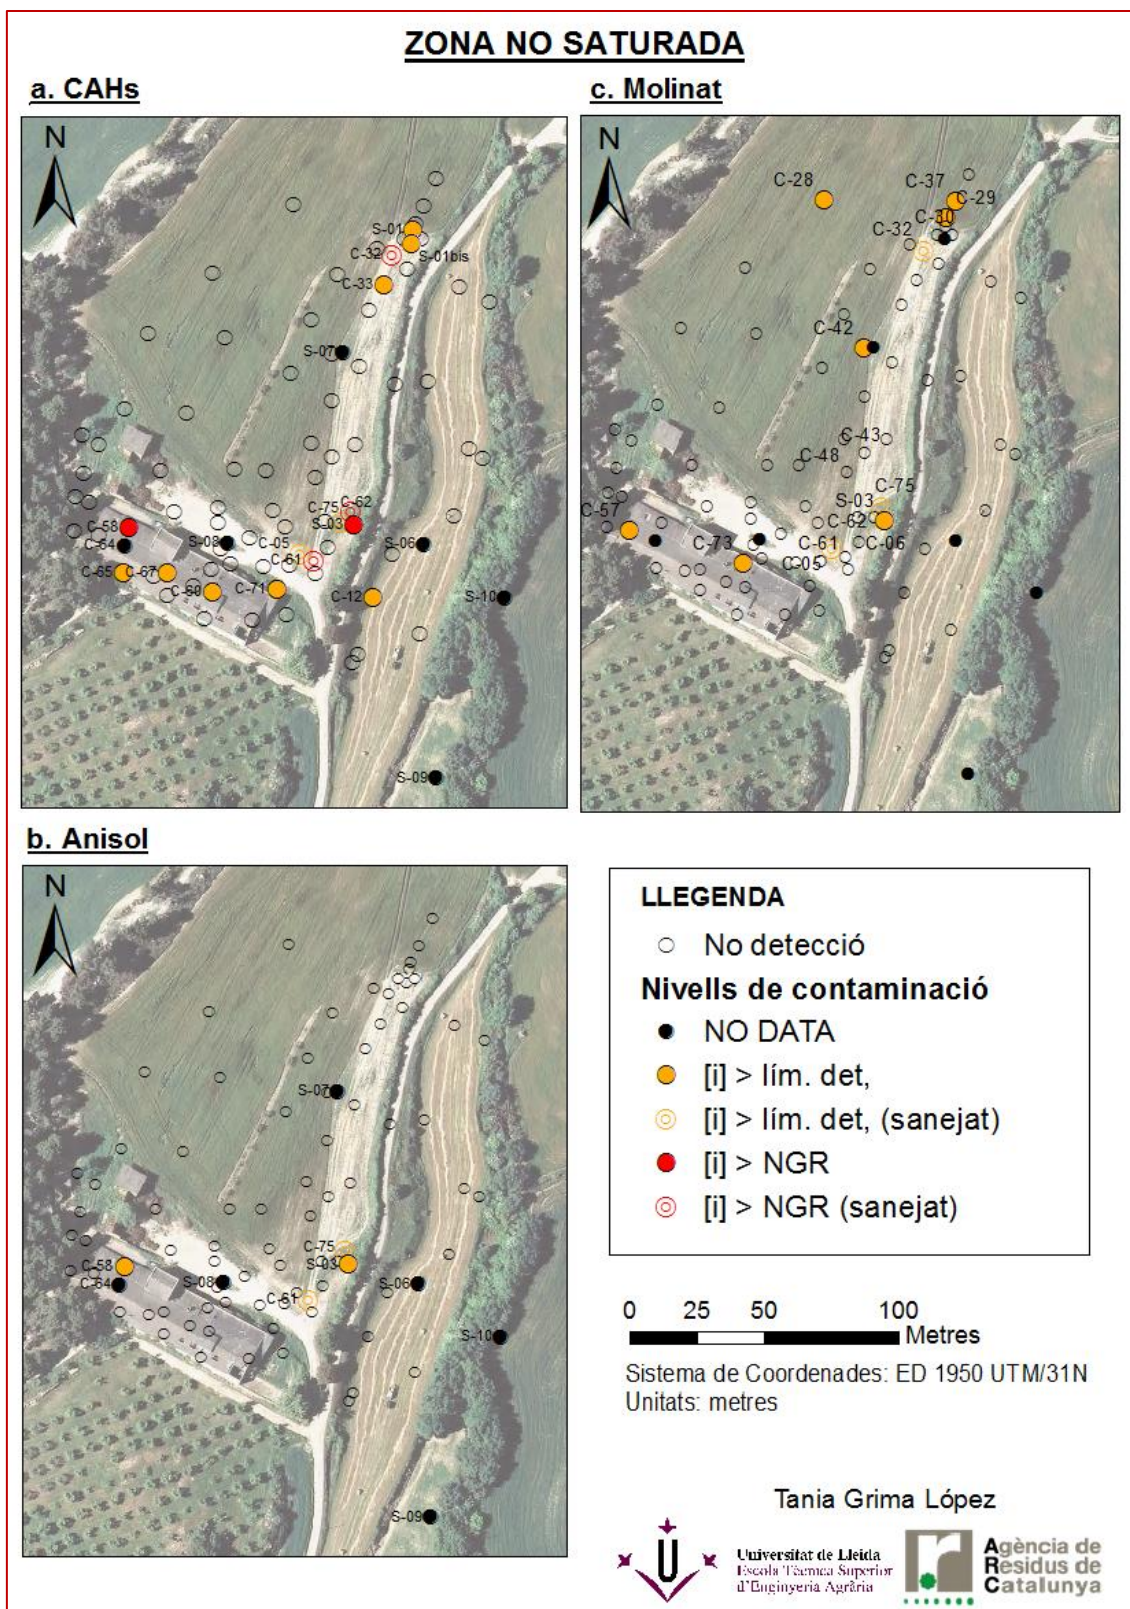 ZONA NO SATURADA
a. CAHs
N
S-01
C-32
S-01bis
C-33
S-07
C-62
C-75
S-03
C-58
C-64
S-08
C-05
C-61
S-06
C-65
C-67
C-71
C-12
S-10
S-09
c. Molinat
N
C-28
C-37
C-29
C-30
C-32
C-42
C-43
C-48
C-75
S-03
C-57
C-62
C-73
C-61
C-06
C-05
b. Anisol
N
S-07
C-75
S-03
C-58
C-64
S-08
C-61
S-06
S-10
S-09
LLEGENDA
No detecció
Nivells de contaminació
NO DATA
[i] > lím. det,
[i] > lím. det, (sanejat)
[i] > NGR
[i] > NGR (sanejat)
0 25 50 100
Metres
Sistema de Coordenades: ED 1950 UTM/31N
Unitats: metres
Tania Grima López
U
Universitat de Lleida
Escola Tècnica Superior
d'Enginyeria Agrària
r
Agència de
Residus de
Catalunya